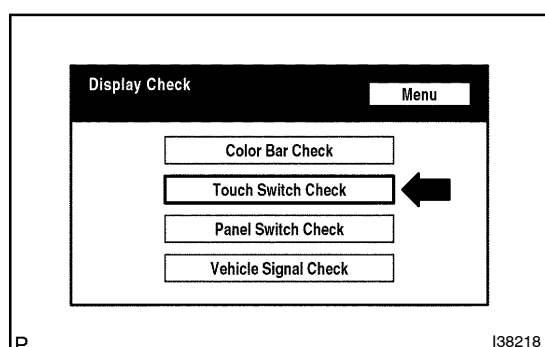 Display Check
Menu
Color Bar Check
Touch Switch Check
Panel Switch Check
Vehicle Signal Check
P
I38218